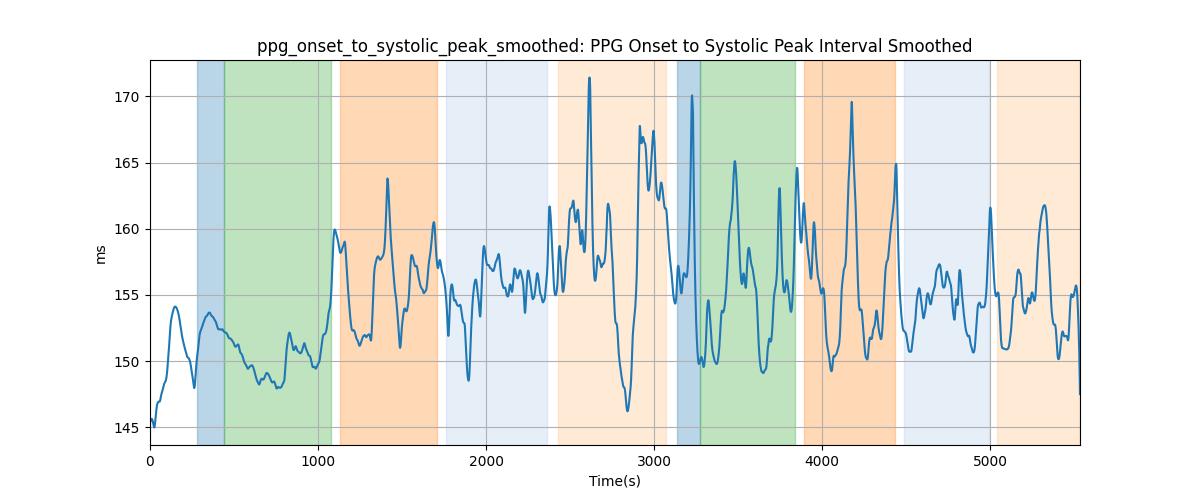 ppg_onset_to_systolic_peak_smoothed: PPG Onset to Systolic Peak Interval Smoothed
170
165
160
155
150
145
ms
0 1000 2000 3000 4000 5000
Time(s)